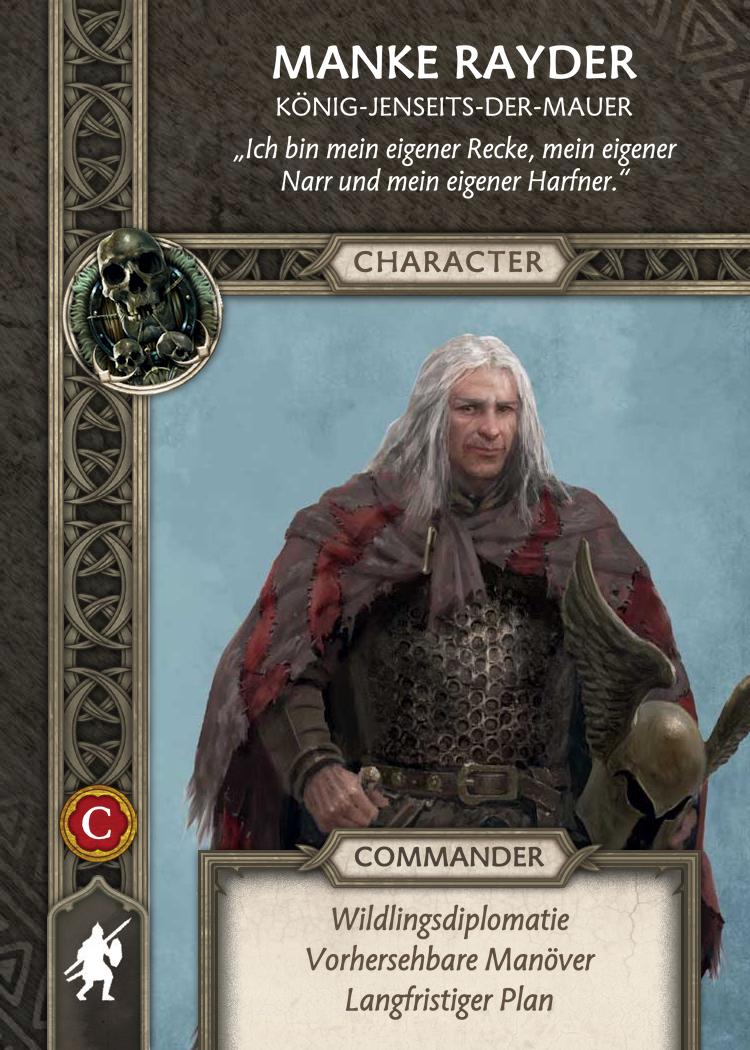 MANKE RAYDER
KÖNIG-JENSEITS-DER-MAUER
„Ich bin mein eigener Recke, mein eigener
Narr und mein eigener Harfner.“
CHARACTER
C
COMMANDER
Wildlingsdiplomatie
Vorhersehbare Manöver
Langfristiger Plan